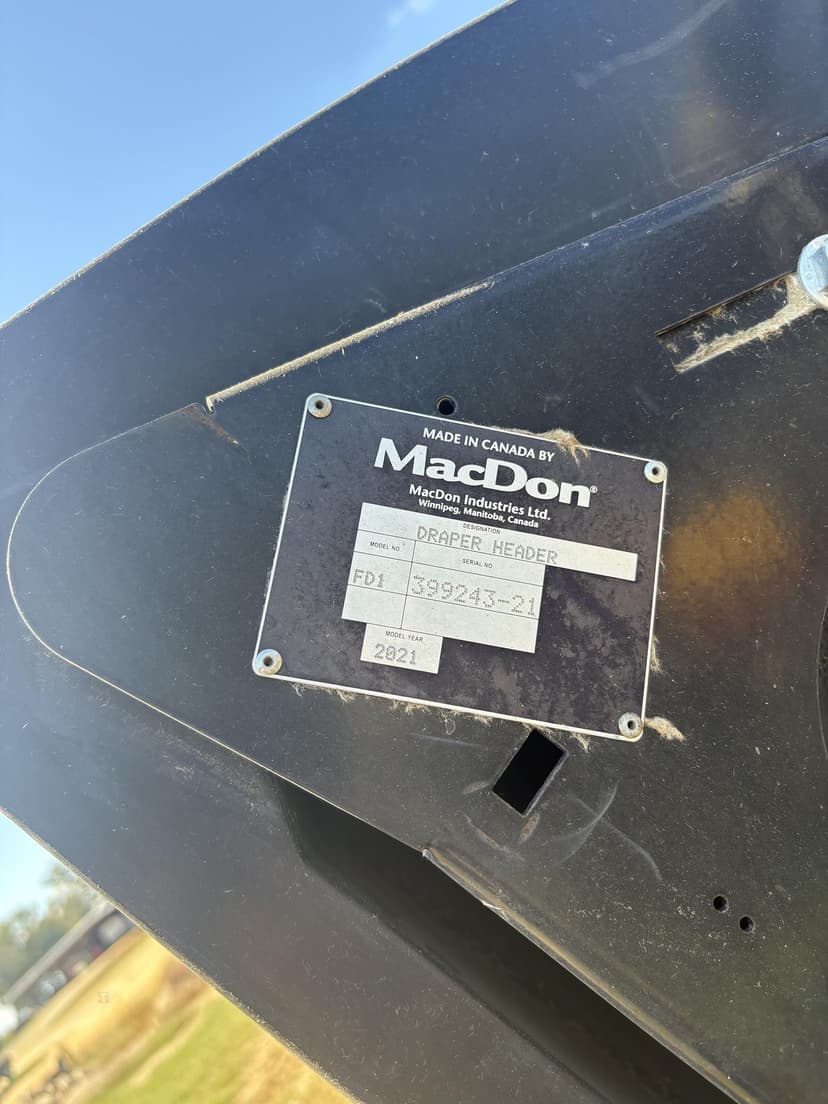 MADE IN CANADA BY
MacDon®
MacDon Industries Ltd.
Winnipeg, Manitoba, Canada
DESIGNATION
DRAPER HEADER
MODEL NO.
SERIAL NO.
FD1
399243-21
MODEL YEAR
2021